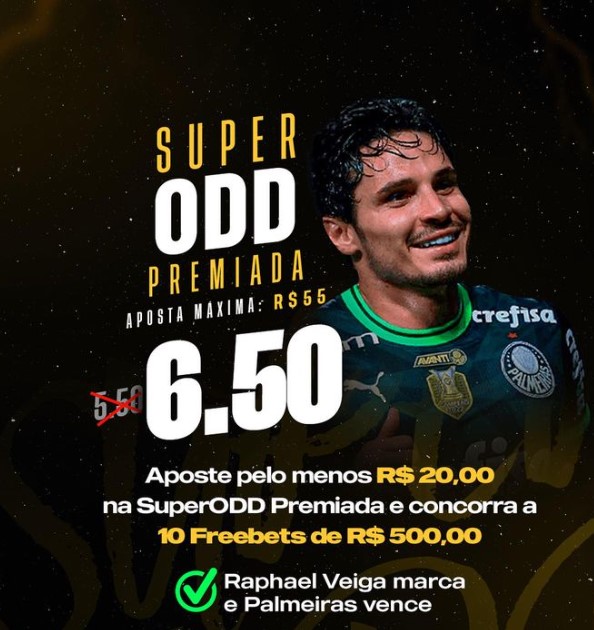 SUPER
ODD
PREMIADA
APOSTA MÁXIMA: R$55
5.50
6.50
crefisa
AVANTI
PALMEIRAS
Aposte pelo menos R$ 20,00
na SuperODD Premiada e concorra a
10 Freebets de R$ 500,00
Raphael Veiga marca
e Palmeiras vence